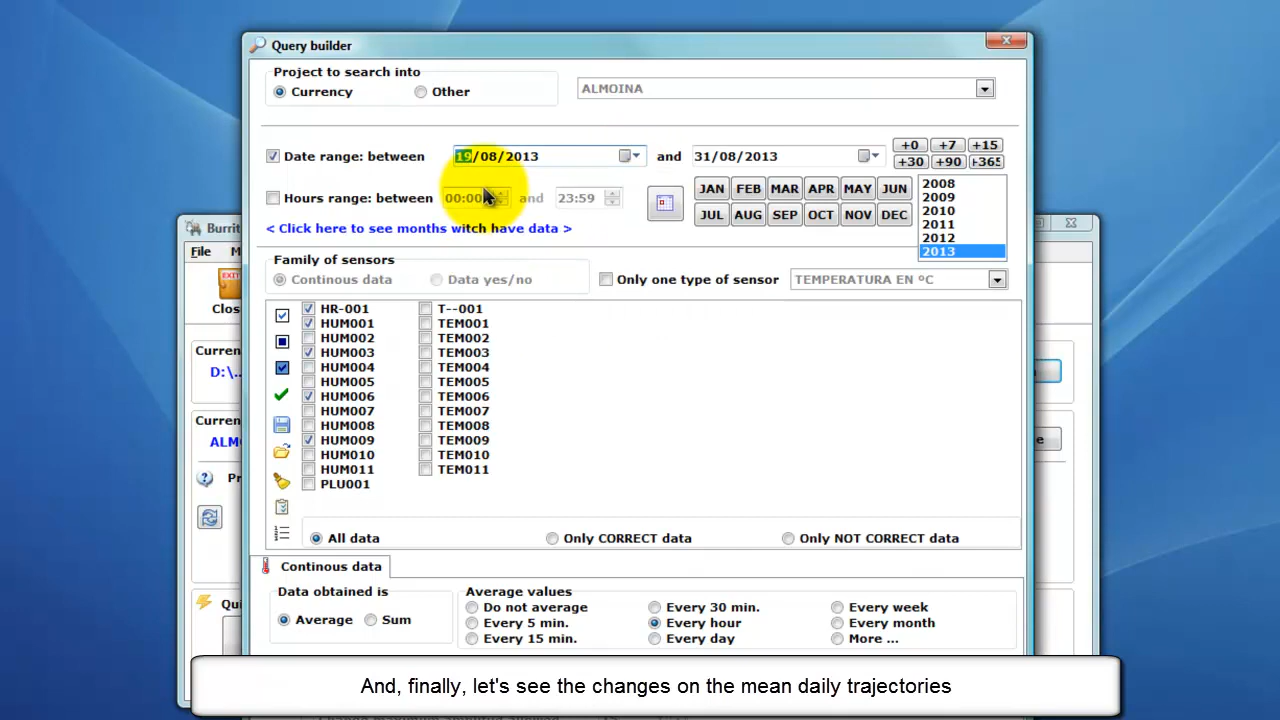 Query builder
Project to search into
Currency
Other
ALMOINA
Date range: between 19/08/2013 and 31/08/2013
+0 +7 +15
+30 +90 +365
Hours range: between 00:00 and 23:59
JAN FEB MAR APR MAY JUN
JUL AUG SEP OCT NOV DEC
2008
2009
2010
2011
2012
2013
< Click here to see months witch have data >
Burrit
File
M
Family of sensors
Continous data
Data yes/no
Only one type of sensor
TEMPERATURA EN ºC
EXIT
Clos
HR-001
HUM001
HUM002
HUM003
HUM004
HUM005
HUM006
HUM007
HUM008
HUM009
HUM010
HUM011
PLU001
T--001
TEM001
TEM002
TEM003
TEM004
TEM005
TEM006
TEM007
TEM008
TEM009
TEM010
TEM011
Curren
D:\..
Curren
ALM
Pr
e
All data
Only CORRECT data
Only NOT CORRECT data
Continous data
Data obtained is
Average
Sum
Average values
Do not average
Every 5 min.
Every 15 min.
Every 30 min.
Every hour
Every day
Every week
Every month
More ...
Qui
And, finally, let's see the changes on the mean daily trajectories